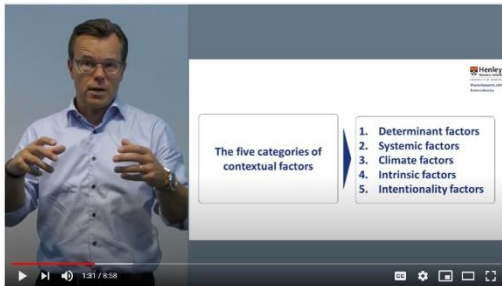 Henley
The five categories of
contextual factors
1. Determinant factors
2. Systemic factors
3. Climate factors
4. Intrinsic factors
5. Intentionality factors
1:31 / 8:58
CC